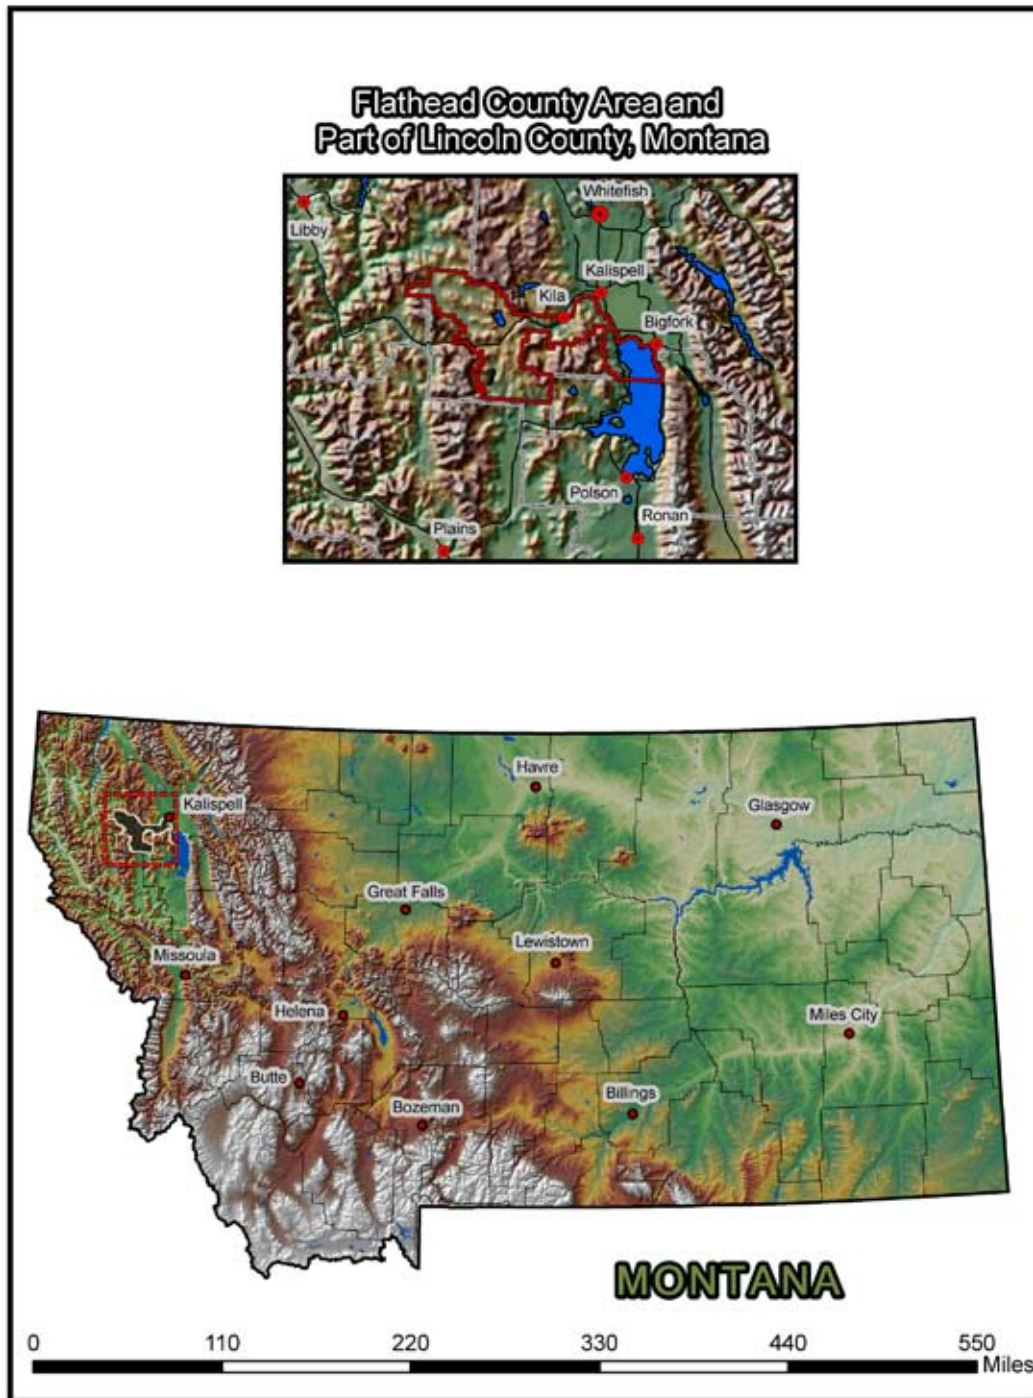 Flathead County Area and
Part of Lincoln County, Montana
Whitefish
Libby
Kalispell
Kila
Bigfork
Polson
Ronan
Plains
Havre
Kalispell
Glasgow
Great Falls
Lewistown
Missoula
Helena
Miles City
Butte
Billings
Bozeman
MONTANA
0 110 220 330 440 550
Miles